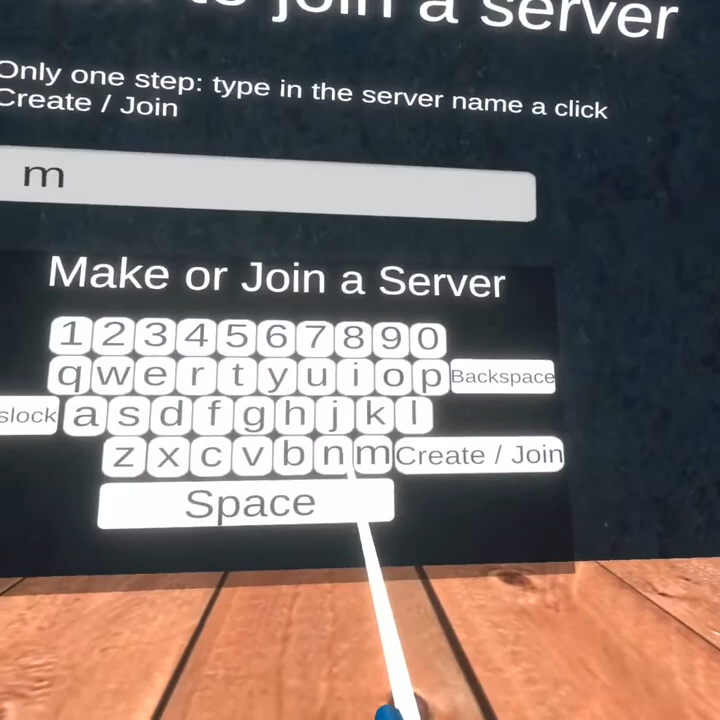 to join a server
Only one step: type in the server name a click
Create / Join
m
Make or Join a Server
1 2 3 4 5 6 7 8 9 0
q w e r t y u i o p Backspace
slock a s d f g h j k l
z x c v b n m Create / Join
Space